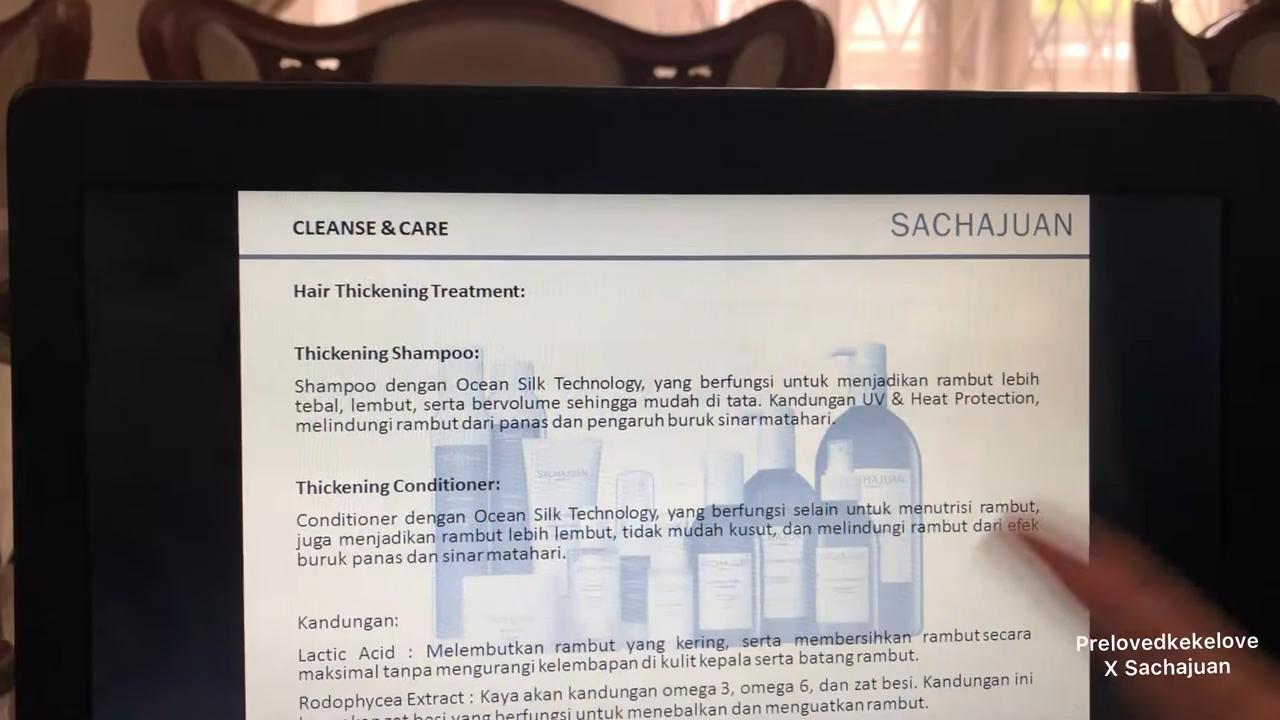 CLEANSE & CARE
SACHAJUAN
Hair Thickening Treatment:
Thickening Shampoo:
Shampoo dengan Ocean Silk Technology, yang berfungsi untuk menjadikan rambut lebih
tebal, lembut, serta bervolume sehingga mudah di tata. Kandungan UV & Heat Protection,
melindungi rambut dari panas dan pengaruh buruk sinar matahari.
SACHAJUAN
HAJUAN
Thickening Conditioner:
Conditioner dengan Ocean Silk Technology, yang berfungsi selain untuk menutrisi rambut,
juga menjadikan rambut lebih lembut, tidak mudah kusut, dan melindungi rambut dari efek
buruk panas dan sinar matahari.
Kandungan:
Lactic Acid : Melembutkan rambut yang kering, serta membersihkan rambut secara
maksimal tanpa mengurangi kelembapan di kulit kepala serta batang rambut.
Rodophycea Extract : Kaya akan kandungan omega 3, omega 6, dan zat besi. Kandungan ini
zat besi yang berfungsi untuk menebalkan dan menguatkan rambut.
Prelovedkekelove
X Sachajuan